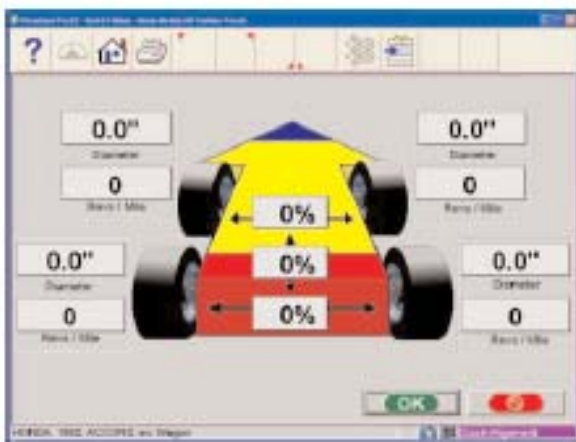 ?
0.0" 0.0"
Diameter Diameter
0 0
Revs / Mile Revs / Mile
0%
0%
0.0" 0.0"
Diameter Diameter
0%
0 0
Revs / Mile Revs / Mile
OK
HONDA, 1992, ACCORD, Wagon